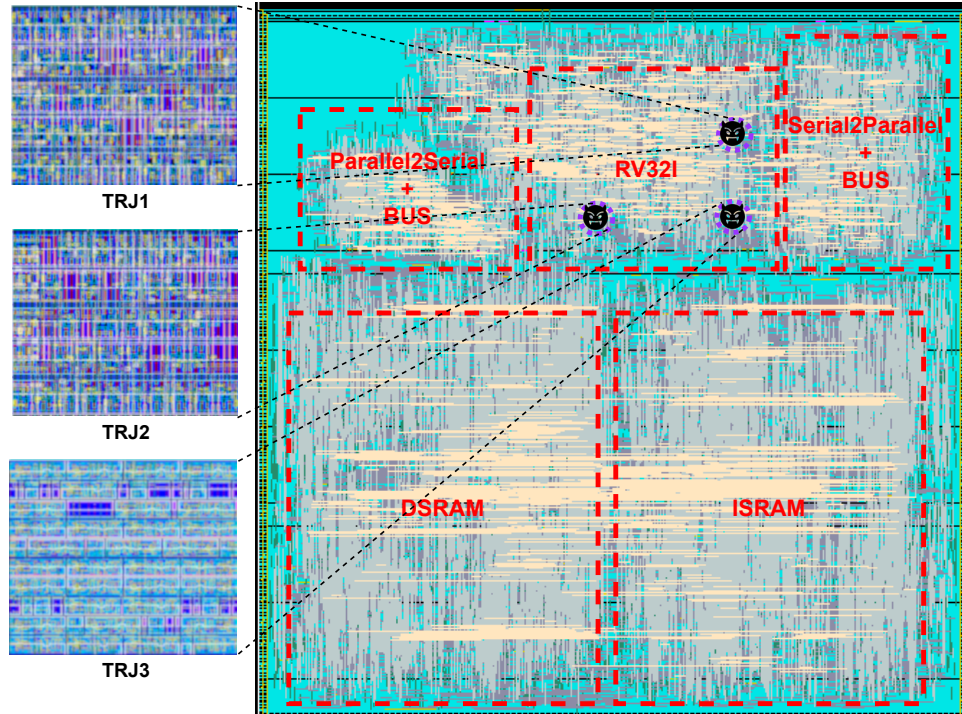 TRJ1
TRJ2
TRJ3
Parallel2Serial
+
BUS
RV32I
Serial2Parallel
+
BUS
DSRAM
ISRAM